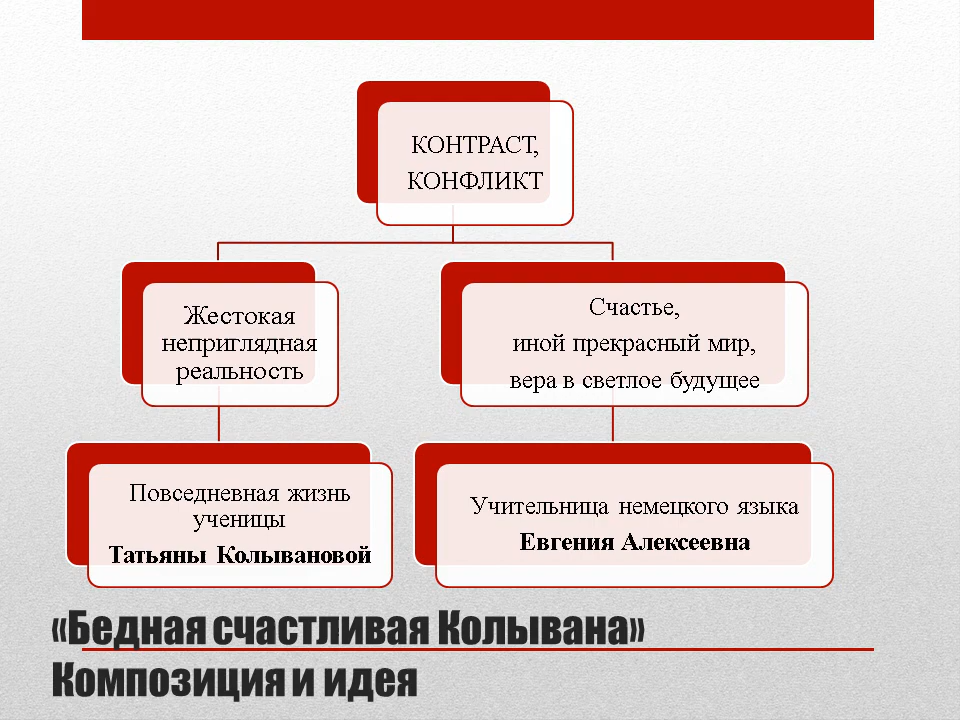 КОНТРАСТ,
КОНФЛИКТ
Жестокая
неприглядная
реальность
Счастье,
иной прекрасный мир,
вера в светлое будущее
Повседневная жизнь
ученицы
Татьяны Колывановой
Учительница немецкого языка
Евгения Алексеевна
«Бедная счастливая Колывана»
Композиция и идея